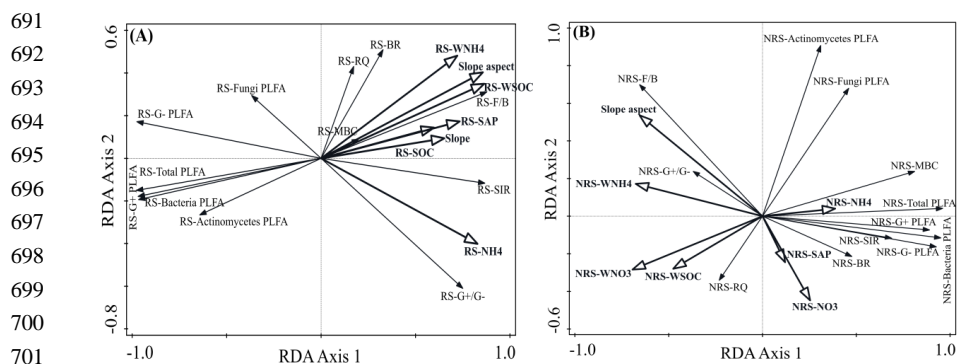 691
692
693
694
695
696
697
698
699
700
701
(A)
0.6
-0.8
RDA Axis 2
-1.0
RDA Axis 1
1.0
RS-BR
RS-WNH4
RS-RQ
Slope aspect
RS-WSOC
RS-F/B
RS-Fungi PLFA
RS-G- PLFA
RS-MBC
RS-SAP
Slope
RS-SOC
RS-Total PLFA
RS-G+ PLFA
RS-Bacteria PLFA
RS-Actinomycetes PLFA
RS-SIR
RS-NH4
RS-G+/G-
(B)
1.0
-0.6
RDA Axis 2
-1.0
RDA Axis 1
1.0
NRS-Actinomycetes PLFA
NRS-F/B
NRS-Fungi PLFA
Slope aspect
NRS-G+/G-
NRS-MBC
NRS-WNH4
NRS-NH4
NRS-Total PLFA
NRS-G+ PLFA
NRS-SIR
NRS-G- PLFA
NRS-Bacteria PLFA
NRS-SAP
NRS-BR
NRS-WNO3
NRS-WSOC
NRS-RQ
NRS-NO3